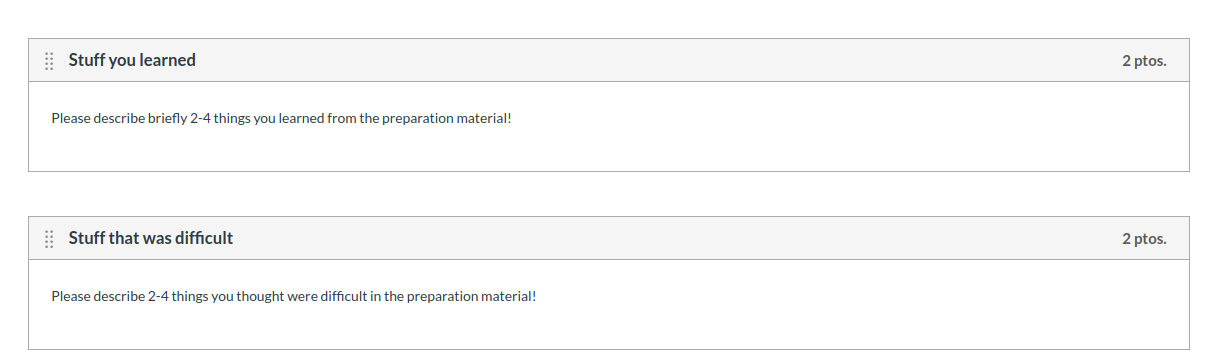 Stuff you learned 2 ptos.
Please describe briefly 2-4 things you learned from the preparation material!
Stuff that was difficult 2 ptos.
Please describe 2-4 things you thought were difficult in the preparation material!